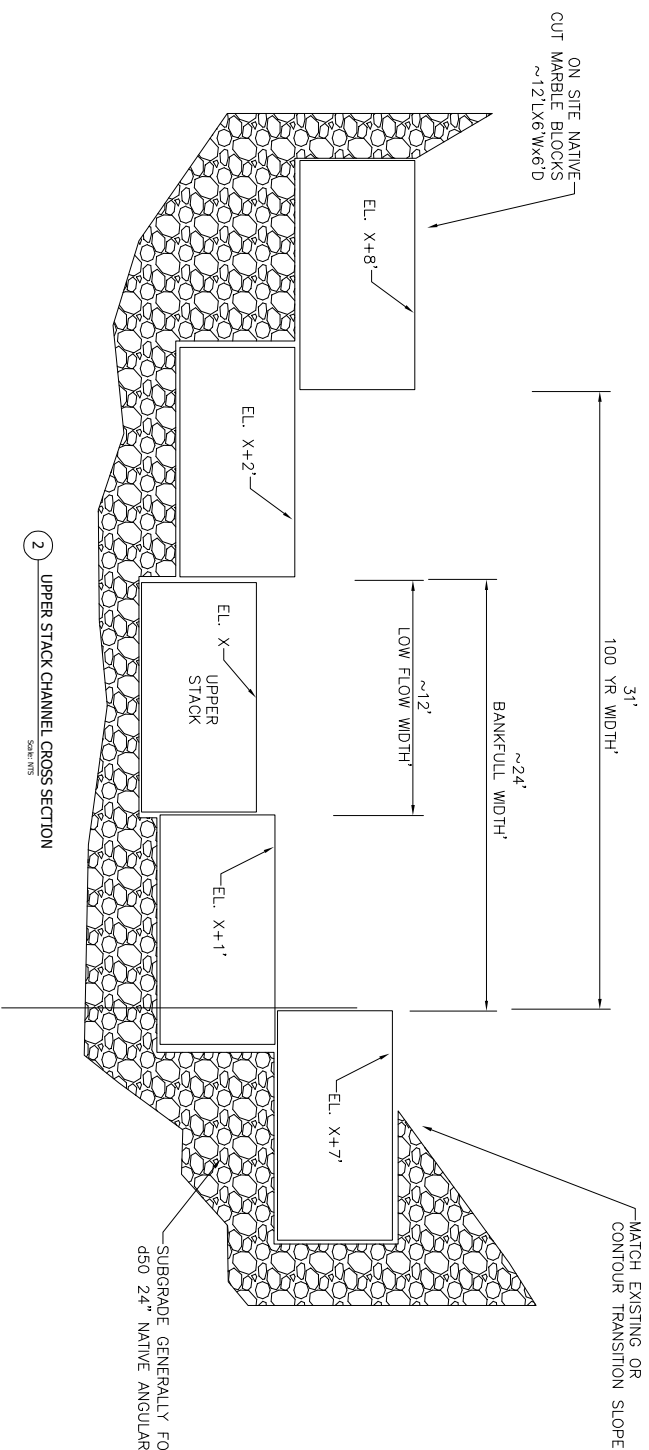 ON SITE NATIVE
CUT MARBLE BLOCKS
~12'LX6'Wx6'D
31'
100 YR WIDTH'
~24'
BANKFULL WIDTH'
~12'
LOW FLOW WIDTH'
MATCH EXISTING OR
CONTOUR TRANSITION SLOPE
EL. X+8'
EL. X+2'
EL. X
UPPER
STACK
EL. X+1'
EL. X+7'
SUBGRADE GENERALLY FO
d50 24" NATIVE ANGULAR
2
UPPER STACK CHANNEL CROSS SECTION
Scale: NTS